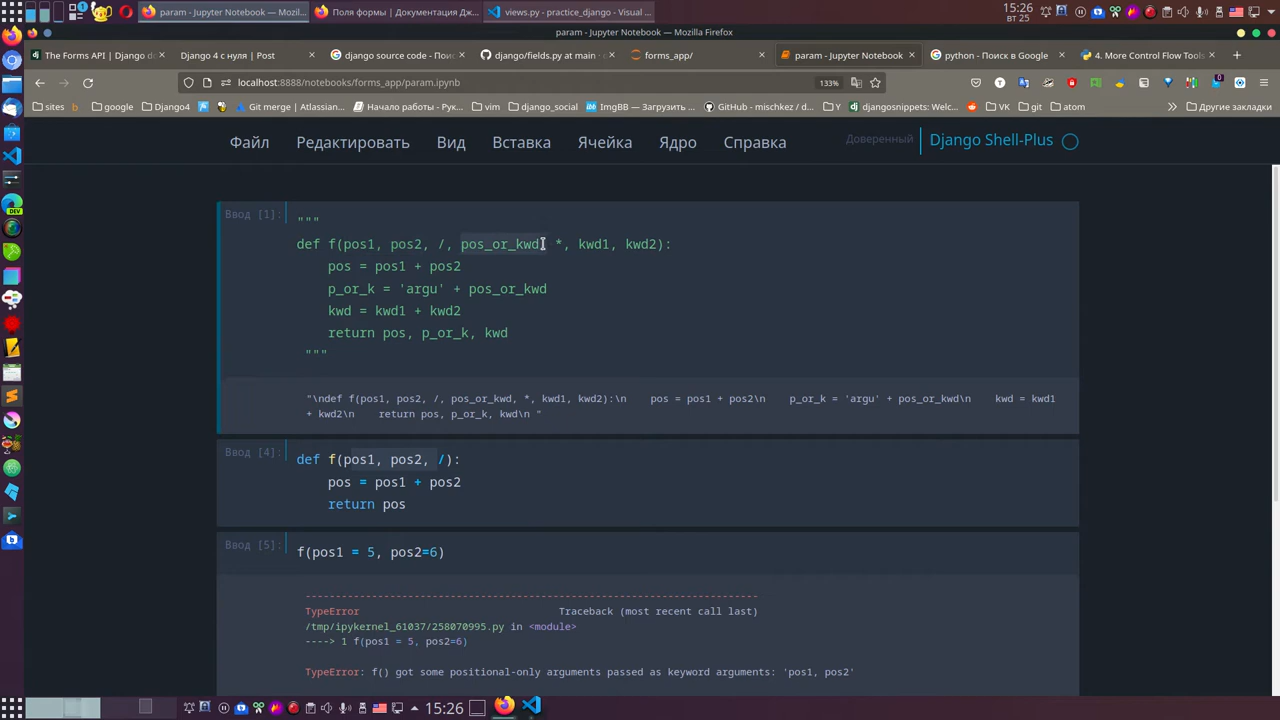 param - Jupyter Notebook — Mozill...
Поля формы | Документация Дж...
views.py - practice_django - Visual ...
15:26
вт 25
param - Jupyter Notebook — Mozilla Firefox
The Forms API | Django do
Django 4 с нуля | Post
django source code - Поис
django/fields.py at main ·
forms_app/
param - Jupyter Notebook
python - Поиск в Google
4. More Control Flow Tools
localhost:8888/notebooks/forms_app/param.ipynb
133%
sites
google
Django4
Git merge | Atlassian...
Начало работы - Рук...
vim
django_social
ImgBB — Загрузить ...
GitHub - mischkez / d...
Y
djangosnippets: Welc...
VK
git
atom
Другие закладки
Файл
Редактировать
Вид
Вставка
Ячейка
Ядро
Справка
Доверенный
Django Shell-Plus
Ввод [1]:
"""
def f(pos1, pos2, /, pos_or_kwd, *, kwd1, kwd2):
pos = pos1 + pos2
p_or_k = 'argu' + pos_or_kwd
kwd = kwd1 + kwd2
return pos, p_or_k, kwd
"""
"\ndef f(pos1, pos2, /, pos_or_kwd, *, kwd1, kwd2):\n    pos = pos1 + pos2\n    p_or_k = 'argu' + pos_or_kwd\n    kwd = kwd1
+ kwd2\n    return pos, p_or_k, kwd\n "
Ввод [4]:
def f(pos1, pos2, /):
pos = pos1 + pos2
return pos
Ввод [5]:
f(pos1 = 5, pos2=6)
---------------------------------------------------------------------------
TypeError                                 Traceback (most recent call last)
/tmp/ipykernel_61037/258070995.py in <module>
----> 1 f(pos1 = 5, pos2=6)
TypeError: f() got some positional-only arguments passed as keyword arguments: 'pos1, pos2'
15:26